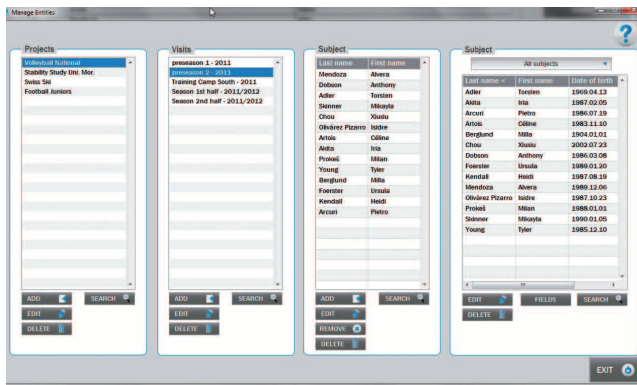 Manage Entities
?
Projects
Volleyball National
Stability Study Uni. Mor.
Swiss Ski
Football Juniors
ADD
SEARCH
EDIT
DELETE
Visits
preseason 1 - 2011
preseason 2 - 2011
Training Camp South - 2011
Season 1st half - 2011/2012
Season 2nd half - 2011/2012
ADD
SEARCH
EDIT
DELETE
Subject
Last name First name
Mendoza Alvera
Dobson Anthony
Adler Torsten
Skinner Mikayla
Chou Xiuxiu
Olivárez Pizarro Isidre
Artois Céline
Akita Iria
Prokeš Milan
Young Tyler
Berglund Milla
Foerster Ursula
Kendall Heidi
Arcuri Pietro
ADD
SEARCH
EDIT
REMOVE
DELETE
Subject
All subjects
Last name < First name Date of birth
Adler Torsten 1969.04.13
Akita Iria 1987.02.05
Arcuri Pietro 1986.07.19
Artois Céline 1983.11.10
Berglund Milla 1904.01.01
Chou Xiuxiu 2002.07.23
Dobson Anthony 1986.03.08
Foerster Ursula 1989.01.20
Kendall Heidi 1987.08.19
Mendoza Alvera 1989.12.06
Olivárez Pizarro Isidre 1987.10.23
Prokeš Milan 1988.01.01
Skinner Mikayla 1990.01.05
Young Tyler 1985.12.10
EDIT
FIELDS
SEARCH
DELETE
EXIT